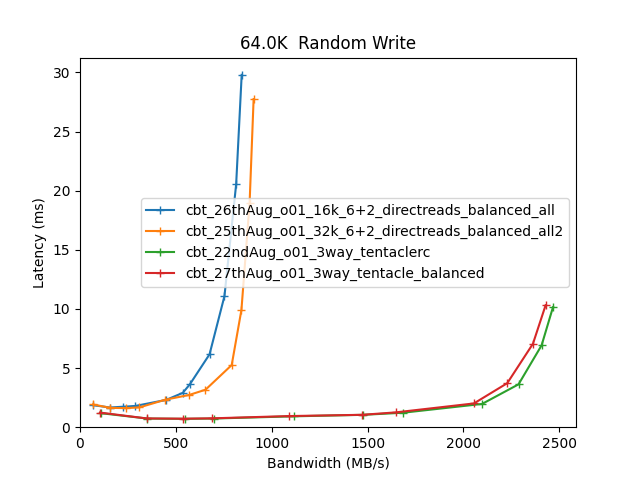 64.0K  Random Write
Latency (ms)
30
25
20
15
10
5
0
cbt_26thAug_o01_16k_6+2_directreads_balanced_all
cbt_25thAug_o01_32k_6+2_directreads_balanced_all2
cbt_22ndAug_o01_3way_tentaclerc
cbt_27thAug_o01_3way_tentacle_balanced
0 500 1000 1500 2000 2500
Bandwidth (MB/s)